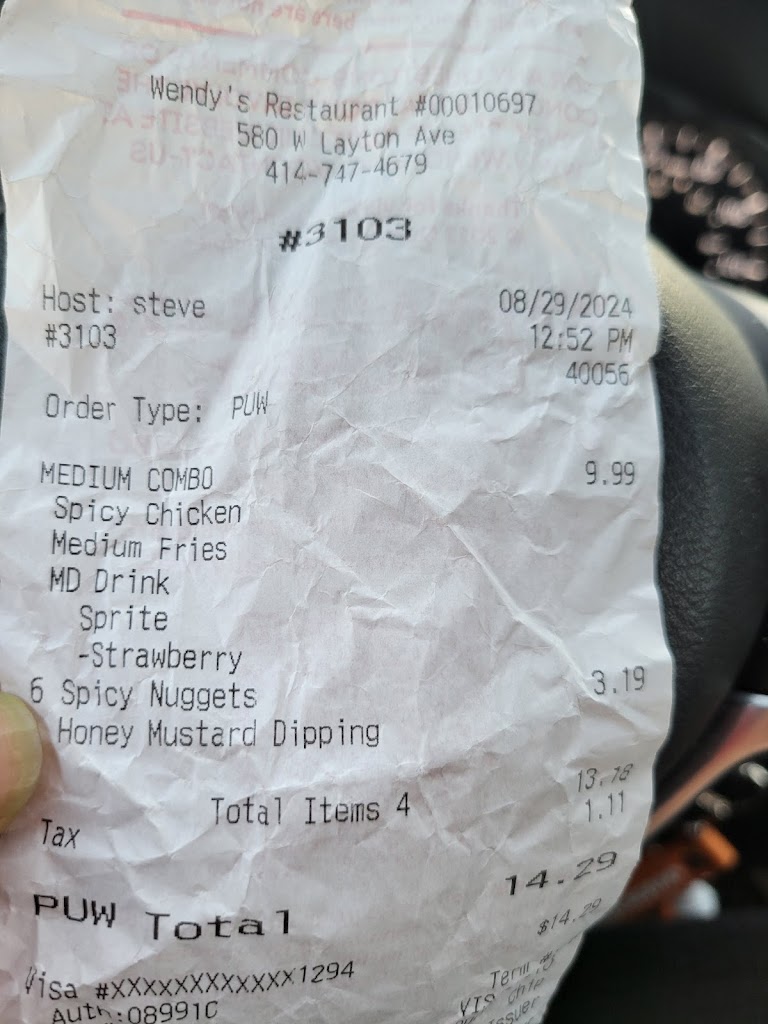 Wendy's Restaurant #00010697
580 W Layton Ave
414-747-4679
#3103
Host: steve 08/29/2024
#3103 12:52 PM
40056
Order Type: PUW
MEDIUM COMBO 9.99
Spicy Chicken
Medium Fries
MD Drink
Sprite
-Strawberry
6 Spicy Nuggets 3.19
Honey Mustard Dipping
Total Items 4 13.18
Tax 1.11
PUW Total 14.29
$14.29
Visa #XXXXXXXXXXXX1294
Auth:08991C